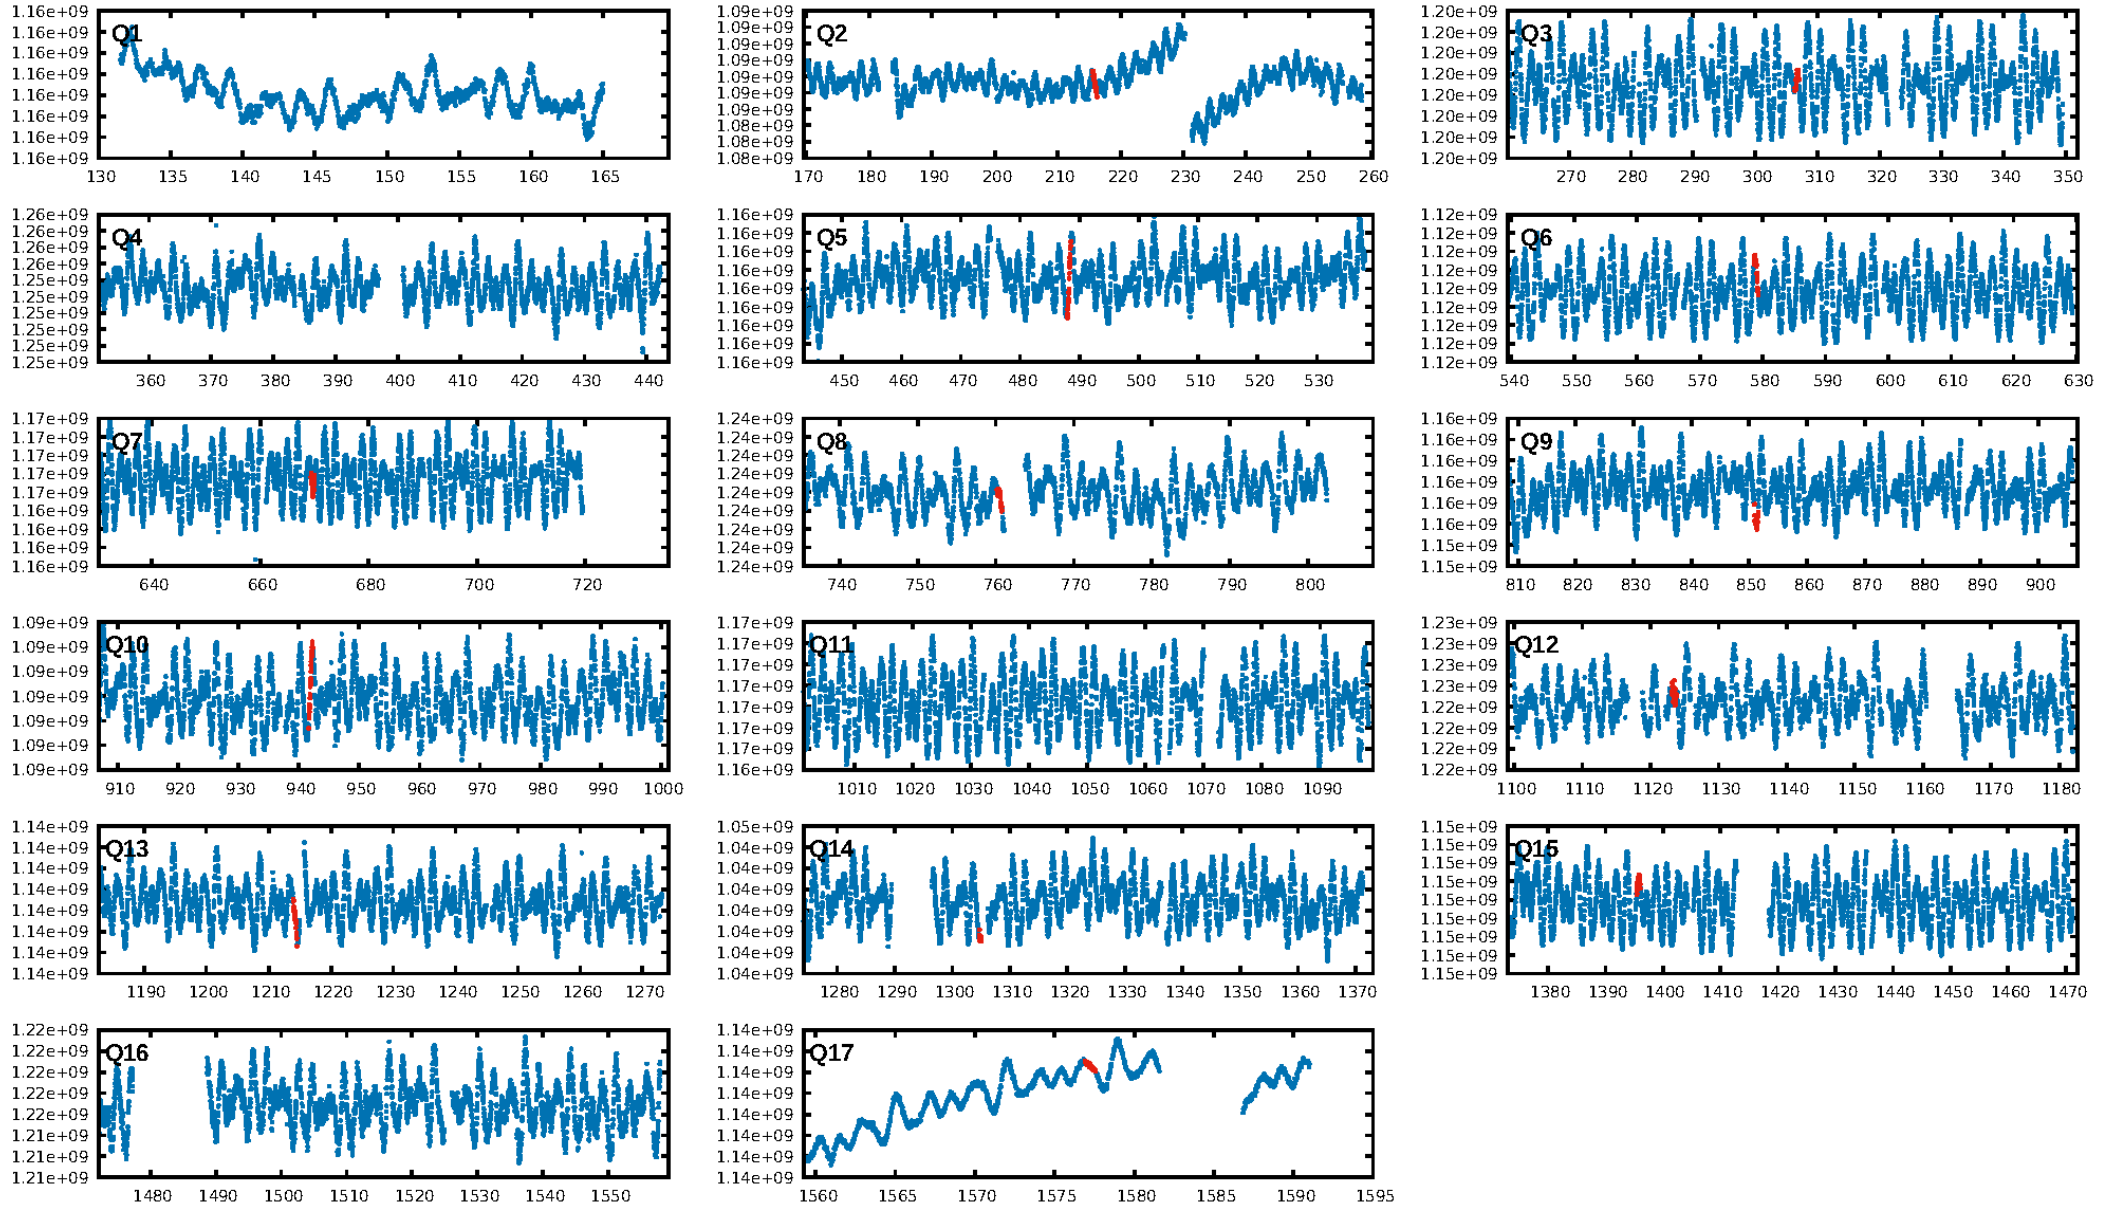 Q1
1.16e+09
1.16e+09
1.16e+09
1.16e+09
1.16e+09
1.16e+09
1.16e+09
1.16e+09
130 135 140 145 150 155 160 165
Q2
1.09e+09
1.09e+09
1.09e+09
1.09e+09
1.09e+09
1.09e+09
1.09e+09
1.08e+09
1.08e+09
1.08e+09
170 180 190 200 210 220 230 240 250 260
Q3
1.20e+09
1.20e+09
1.20e+09
1.20e+09
1.20e+09
1.20e+09
1.20e+09
1.20e+09
270 280 290 300 310 320 330 340 350
Q4
1.26e+09
1.26e+09
1.26e+09
1.26e+09
1.25e+09
1.25e+09
1.25e+09
1.25e+09
1.25e+09
1.25e+09
360 370 380 390 400 410 420 430 440
Q5
1.16e+09
1.16e+09
1.16e+09
1.16e+09
1.16e+09
1.16e+09
1.16e+09
1.16e+09
1.16e+09
450 460 470 480 490 500 510 520 530
Q6
1.12e+09
1.12e+09
1.12e+09
1.12e+09
1.12e+09
1.12e+09
1.12e+09
1.12e+09
1.12e+09
540 550 560 570 580 590 600 610 620 630
Q7
1.17e+09
1.17e+09
1.17e+09
1.17e+09
1.17e+09
1.16e+09
1.16e+09
1.16e+09
1.16e+09
640 660 680 700 720
Q8
1.24e+09
1.24e+09
1.24e+09
1.24e+09
1.24e+09
1.24e+09
1.24e+09
1.24e+09
1.24e+09
740 750 760 770 780 790 800
Q9
1.16e+09
1.16e+09
1.16e+09
1.16e+09
1.16e+09
1.16e+09
1.15e+09
1.15e+09
810 820 830 840 850 860 870 880 890 900
Q10
1.09e+09
1.09e+09
1.09e+09
1.09e+09
1.09e+09
1.09e+09
1.09e+09
910 920 930 940 950 960 970 980 990 1000
Q11
1.17e+09
1.17e+09
1.17e+09
1.17e+09
1.17e+09
1.17e+09
1.17e+09
1.16e+09
1010 1020 1030 1040 1050 1060 1070 1080 1090
Q12
1.23e+09
1.23e+09
1.23e+09
1.23e+09
1.22e+09
1.22e+09
1.22e+09
1.22e+09
1100 1110 1120 1130 1140 1150 1160 1170 1180
Q13
1.14e+09
1.14e+09
1.14e+09
1.14e+09
1.14e+09
1.14e+09
1.14e+09
1.14e+09
1190 1200 1210 1220 1230 1240 1250 1260 1270
Q14
1.05e+09
1.04e+09
1.04e+09
1.04e+09
1.04e+09
1.04e+09
1.04e+09
1.04e+09
1280 1290 1300 1310 1320 1330 1340 1350 1360 1370
Q15
1.15e+09
1.15e+09
1.15e+09
1.15e+09
1.15e+09
1.15e+09
1.15e+09
1.15e+09
1.15e+09
1380 1390 1400 1410 1420 1430 1440 1450 1460 1470
Q16
1.22e+09
1.22e+09
1.22e+09
1.22e+09
1.22e+09
1.21e+09
1.21e+09
1.21e+09
1480 1490 1500 1510 1520 1530 1540 1550
Q17
1.14e+09
1.14e+09
1.14e+09
1.14e+09
1.14e+09
1.14e+09
1.14e+09
1.14e+09
1560 1565 1570 1575 1580 1585 1590 1595